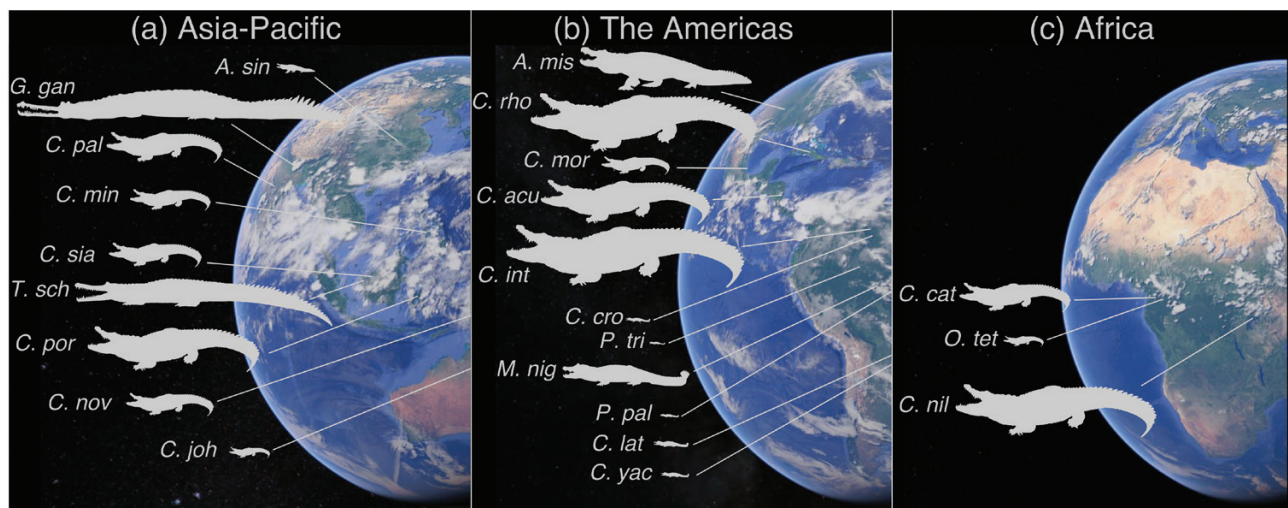 (a) Asia-Pacific
A. sin
G. gan
C. pal
C. min
C. sia
T. sch
C. por
C. nov
C. joh
(b) The Americas
A. mis
C. rho
C. mor
C. acu
C. int
C. cro
P. tri
M. nig
P. pal
C. lat
C. yac
(c) Africa
C. cat
O. tet
C. nil